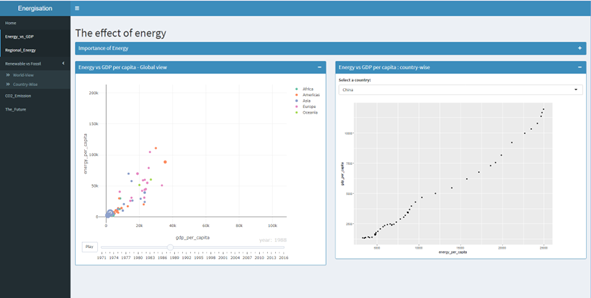 Energisation
Home
Energy_vs_GDP
Regional_Energy
Renewable vs Fossil
World View
Country-Wise
CO2_Emission
The_Future
The effect of energy
Importance of Energy
Energy vs GDP per capita - Global view
200k
150k
100k
50k
0
energy_per_capita
0
20k
40k
60k
80k
100k
gdp_per_capita
Africa
Americas
Asia
Europe
Oceania
Play
1971 1974 1977 1980 1983 1986 1989 1992 1995 1998 2001 2004 2007 2010 2013 2016
Energy vs GDP per capita : country-wise
Select a country:
China
gdp_per_capita
energy_per_capita